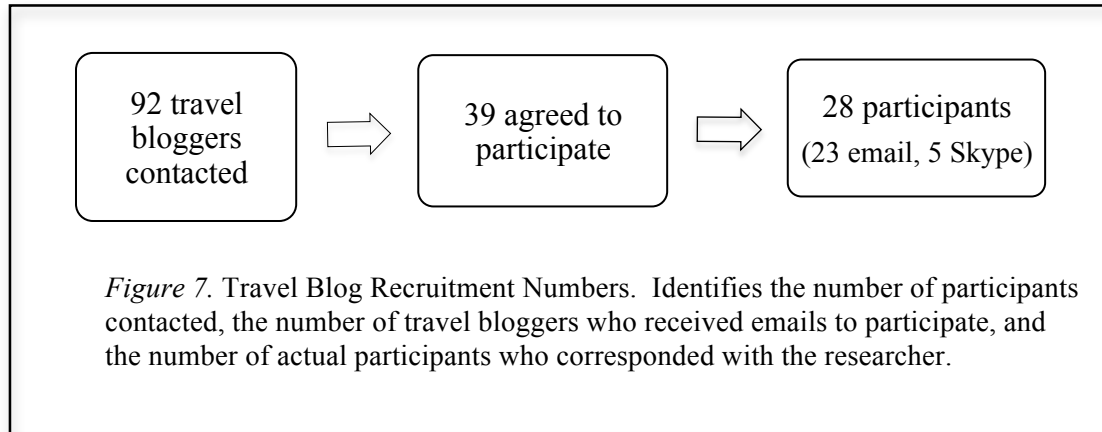 92 travel
bloggers
contacted
39 agreed to
participate
28 participants
(23 email, 5 Skype)
Figure 7. Travel Blog Recruitment Numbers.  Identifies the number of participants
contacted, the number of travel bloggers who received emails to participate, and
the number of actual participants who corresponded with the researcher.